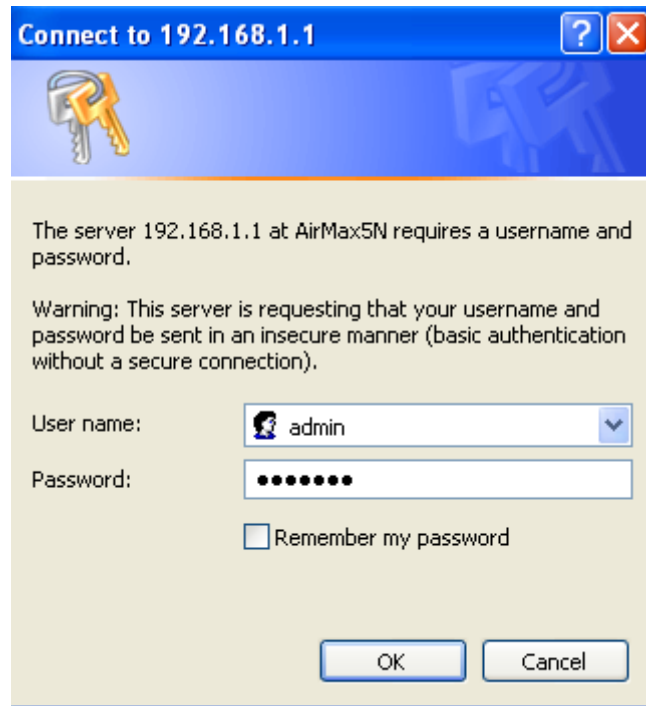 Connect to 192.168.1.1
The server 192.168.1.1 at AirMax5N requires a username and
password.
Warning: This server is requesting that your username and
password be sent in an insecure manner (basic authentication
without a secure connection).
User name:
admin
Password:
•••••••
Remember my password
OK
Cancel